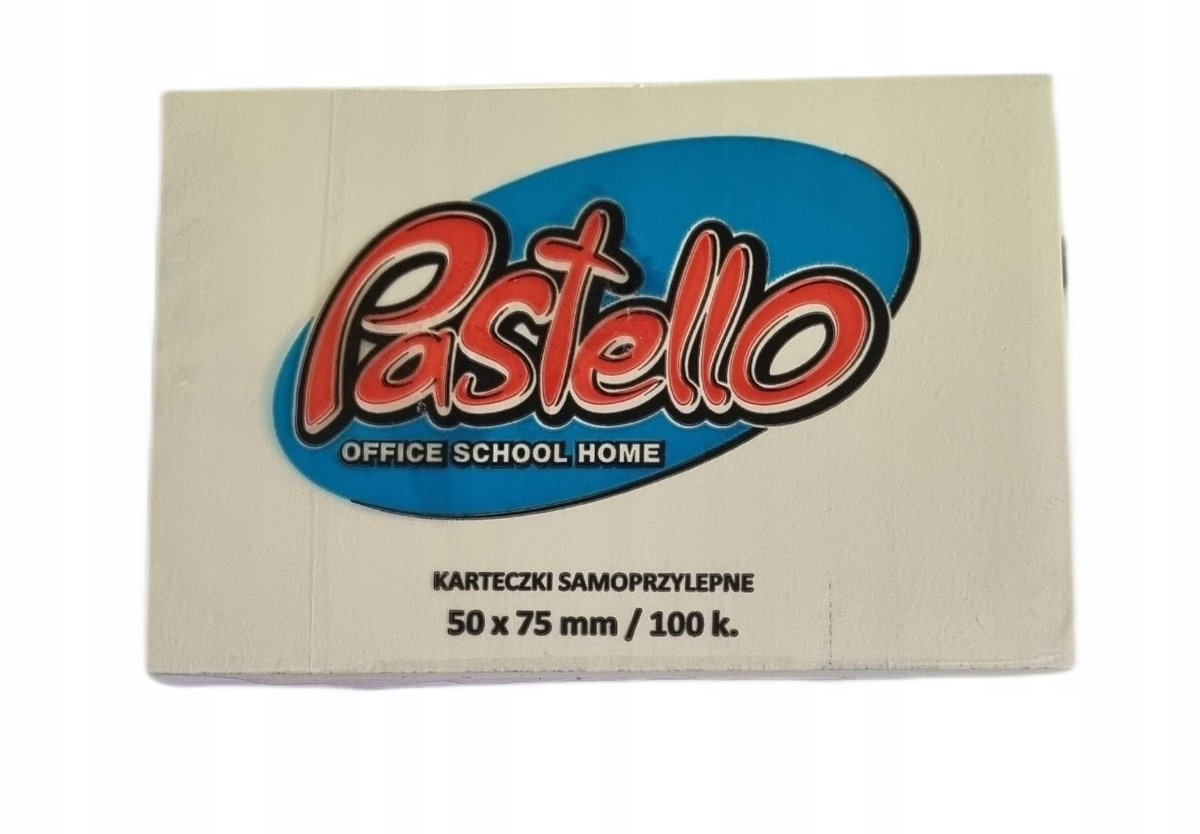 Pastello
OFFICE SCHOOL HOME
KARTECZKI SAMOPRZYLEPNE
50 x 75 mm / 100 k.